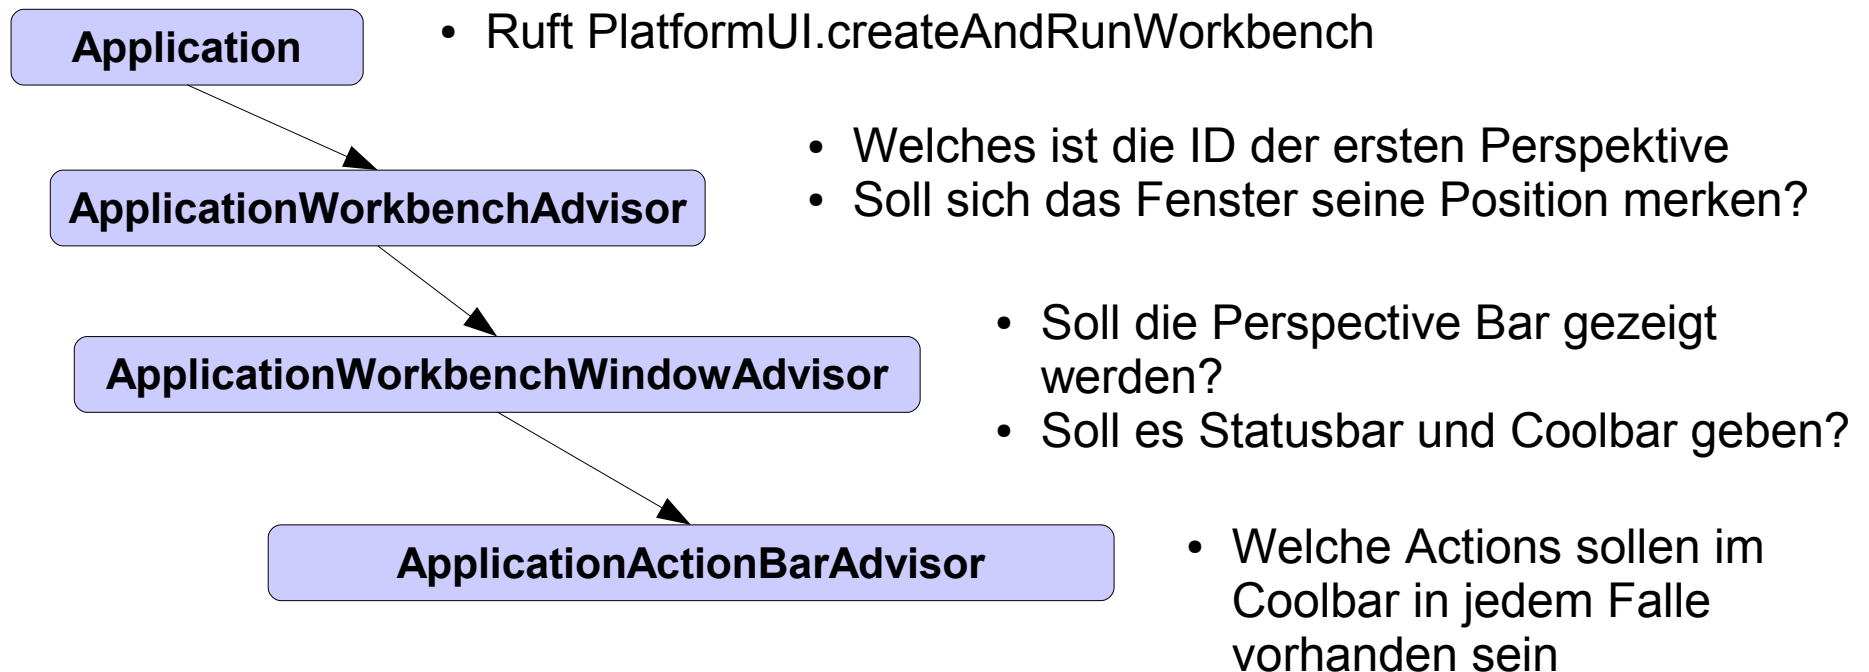 Application
• Ruft PlatformUI.createAndRunWorkbench
ApplicationWorkbenchAdvisor
• Welches ist die ID der ersten Perspektive
• Soll sich das Fenster seine Position merken?
ApplicationWorkbenchWindowAdvisor
• Soll die Perspective Bar gezeigt
werden?
• Soll es Statusbar und Coolbar geben?
ApplicationActionBarAdvisor
• Welche Actions sollen im
Coolbar in jedem Falle
vorhanden sein